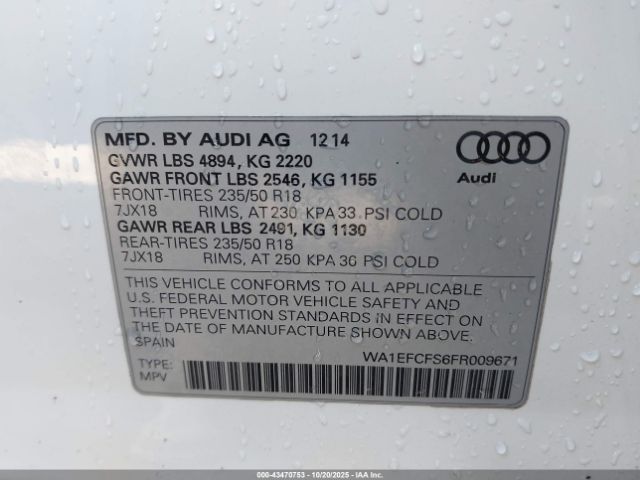 MFD. BY AUDI AG 12 14
GVWR LBS 4894, KG 2220
GAWR FRONT LBS 2546, KG 1155
FRONT-TIRES 235/50 R18
7JX18 RIMS, AT 230 KPA 33 PSI COLD
GAWR REAR LBS 2491, KG 1130
REAR-TIRES 235/50 R18
7JX18 RIMS, AT 250 KPA 36 PSI COLD
Audi
THIS VEHICLE CONFORMS TO ALL APPLICABLE
U.S. FEDERAL MOTOR VEHICLE SAFETY AND
THEFT PREVENTION STANDARDS IN EFFECT ON
THE DATE OF MANUFACTURE SHOWN ABOVE.
SPAIN
WA1EFCFS6FR009671
TYPE:
MPV
000-43470753 - 10/20/2025 - IAAI.COM